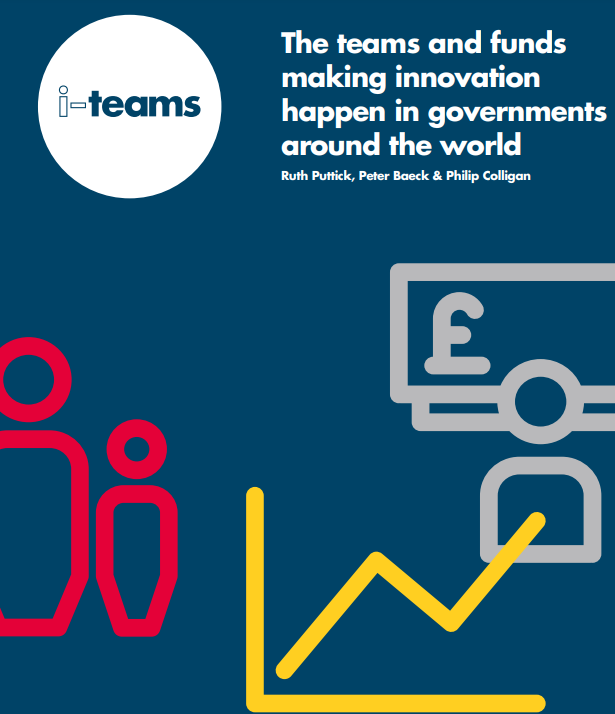 i-teams
The teams and funds
making innovation
happen in governments
around the world
Ruth Puttick, Peter Baeck & Philip Colligan
£